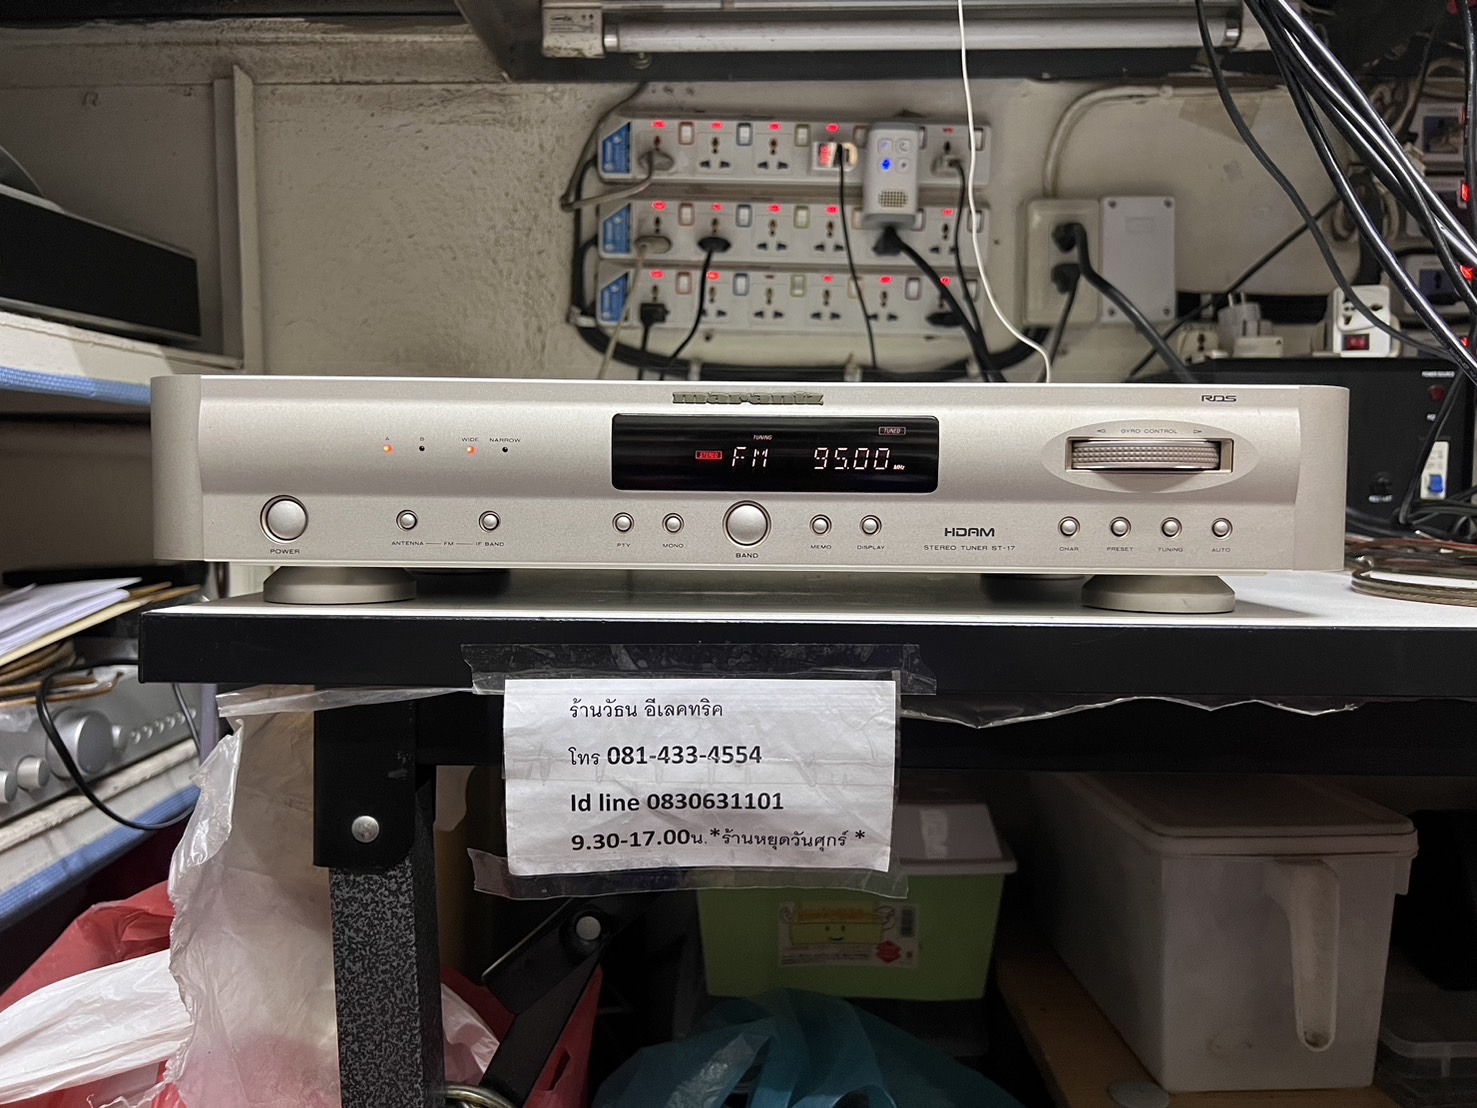 marantz
RDS
A
B
WIDE
NARROW
TUNING
TUNED
STEREO
FM 95.00 MHz
GYRO CONTROL
POWER
ANTENNA FM IF BAND
PTY
MONO
BAND
MEMO
DISPLAY
HDAM
STEREO TUNER ST-17
CHAR
PRESET
TUNING
AUTO
ร้านวัธน อีเลคทริค
โทร 081-433-4554
Id line 0830631101
9.30-17.00น. *ร้านหยุดวันศุกร์ *